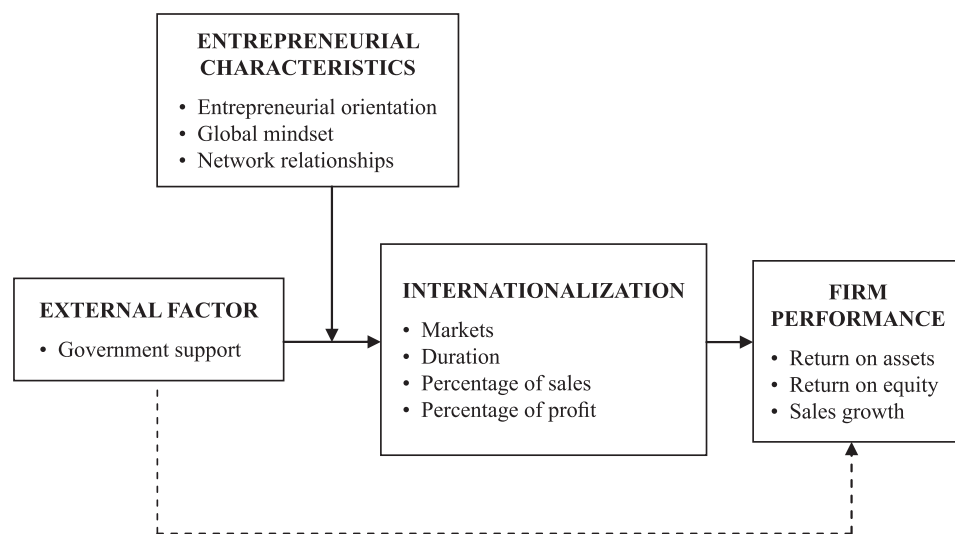 ENTREPRENEURIAL
CHARACTERISTICS
• Entrepreneurial orientation
• Global mindset
• Network relationships
EXTERNAL FACTOR
• Government support
INTERNATIONALIZATION
• Markets
• Duration
• Percentage of sales
• Percentage of profit
FIRM
PERFORMANCE
• Return on assets
• Return on equity
• Sales growth